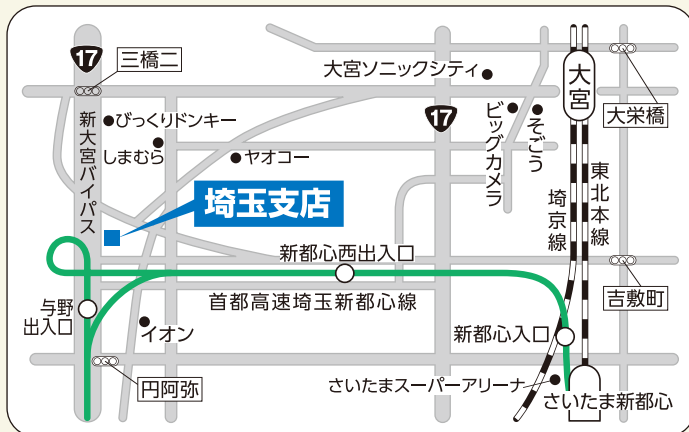 17
三橋二
大宮ソニックシティ
大宮
大栄橋
新大宮バイパス
びっくりドンキー
しまむら
ヤオコー
17
ビッグカメラ
そごう
埼玉支店
埼京線
東北本線
新都心西出入口
吉敷町
首都高速埼玉新都心線
与野
出入口
イオン
新都心入口
円阿弥
さいたまスーパーアリーナ
さいたま新都心